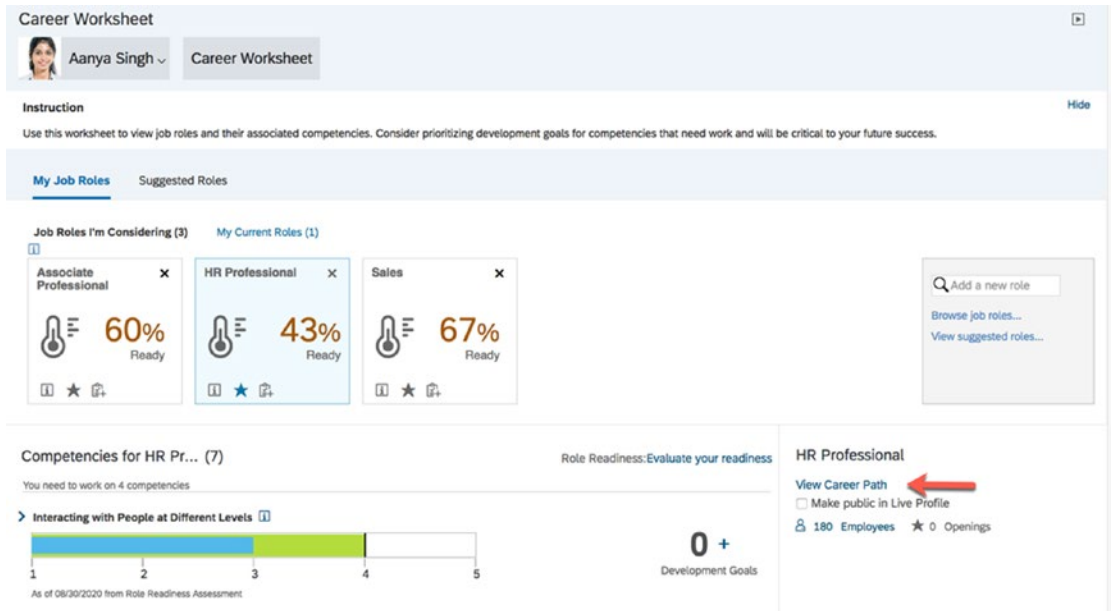 Career Worksheet
Aanya Singh
Career Worksheet
Instruction
Hide
Use this worksheet to view job roles and their associated competencies. Consider prioritizing development goals for competencies that need work and will be critical to your future success.
My Job Roles
Suggested Roles
Job Roles I'm Considering (3)
My Current Roles (1)
Associate
Professional
60%
Ready
HR Professional
43%
Ready
Sales
67%
Ready
Add a new role
Browse job roles...
View suggested roles...
Competencies for HR Pr... (7)
Role Readiness:Evaluate your readiness
You need to work on 4 competencies
Interacting with People at Different Levels
1 2 3 4 5
As of 08/30/2020 from Role Readiness Assessment
0 +
Development Goals
HR Professional
View Career Path
Make public in Live Profile
180 Employees
0 Openings